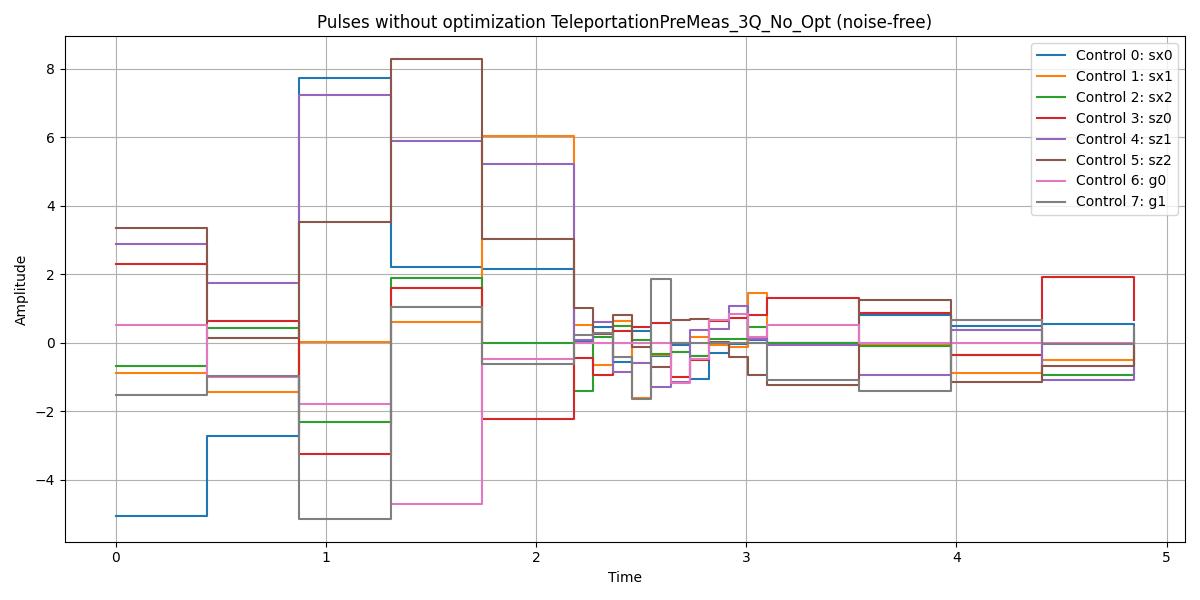 Pulses without optimization TeleportationPreMeas_3Q_No_Opt (noise-free)
Amplitude
8
6
4
2
0
−2
−4
Control 0: sx0
Control 1: sx1
Control 2: sx2
Control 3: sz0
Control 4: sz1
Control 5: sz2
Control 6: g0
Control 7: g1
0 1 2 3 4 5
Time